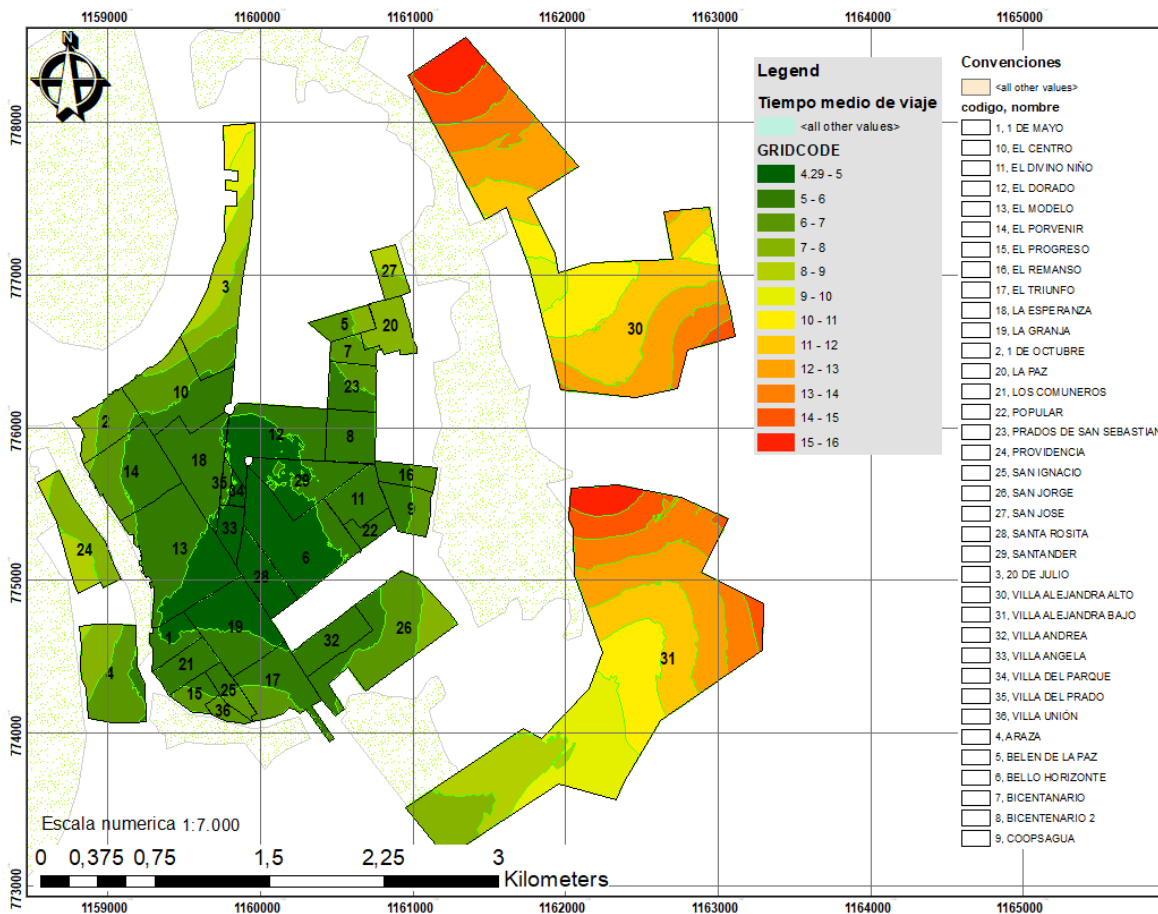 1159000 1160000 1161000 1162000 1163000 1164000 1165000
N
778000
777000
776000
775000
774000
773000
3
27
5
20
7
10
23
2
12
8
18
14
29
16
35
34
11
9
33
22
13
24
6
28
1
19
32
26
21
4
17
25
15
36
30
31
Legend
Tiempo medio de viaje
<all other values>
GRIDCODE
4.29 - 5
5 - 6
6 - 7
7 - 8
8 - 9
9 - 10
10 - 11
11 - 12
12 - 13
13 - 14
14 - 15
15 - 16
Convenciones
<all other values>
codigo, nombre
1, 1 DE MAYO
10, EL CENTRO
11, EL DIVINO NIÑO
12, EL DORADO
13, EL MODELO
14, EL PORVENIR
15, EL PROGRESO
16, EL REMANSO
17, EL TRIUNFO
18, LA ESPERANZA
19, LA GRANJA
2, 1 DE OCTUBRE
20, LA PAZ
21, LOS COMUNEROS
22, POPULAR
23, PRADOS DE SAN SEBASTIAN
24, PROVIDENCIA
25, SAN IGNACIO
26, SAN JORGE
27, SAN JOSE
28, SANTA ROSITA
29, SANTANDER
3, 20 DE JULIO
30, VILLA ALEJANDRA ALTO
31, VILLA ALEJANDRA BAJO
32, VILLA ANDREA
33, VILLA ANGELA
34, VILLA DEL PARQUE
35, VILLA DEL PRADO
36, VILLA UNIÓN
4, ARAZA
5, BELEN DE LA PAZ
6, BELLO HORIZONTE
7, BICENTANARIO
8, BICENTENARIO 2
9, COOPSAGUA
Escala numerica 1:7.000
0 0,375 0,75 1,5 2,25 3
Kilometers
1159000 1160000 1161000 1162000 1163000 1164000 1165000